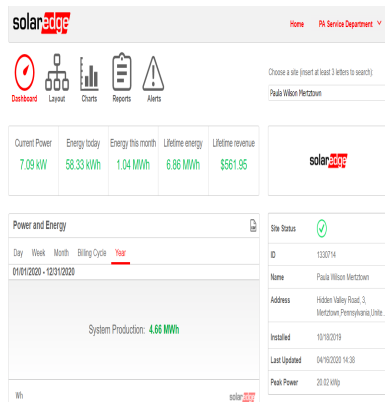 solaredge
Home PA Service Department
Dashboard Layout Charts Reports Alerts
Choose a site (insert at least 3 letters to search):
Paula Wilson Mertztown
Current Power Energy today Energy this month Lifetime energy Lifetime revenue
7.09 kW 58.33 kWh 1.04 MWh 6.86 MWh $561.95
solaredge
Power and Energy
Day Week Month Billing Cycle Year
01/01/2020 - 12/31/2020
System Production: 4.66 MWh
Wh solaredge
Site Status
ID 1330714
Name Paula Wilson Mertztown
Address Hidden Valley Road, 3,
Mertztown,Pennsylvania,Unite...
Installed 10/18/2019
Last Updated 04/16/2020 14:38
Peak Power 20.02 kWp